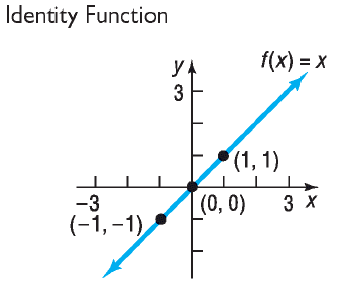 Identity Function
y
f(x) = x
3
(1, 1)
-3
(0, 0)
3
x
(-1, -1)